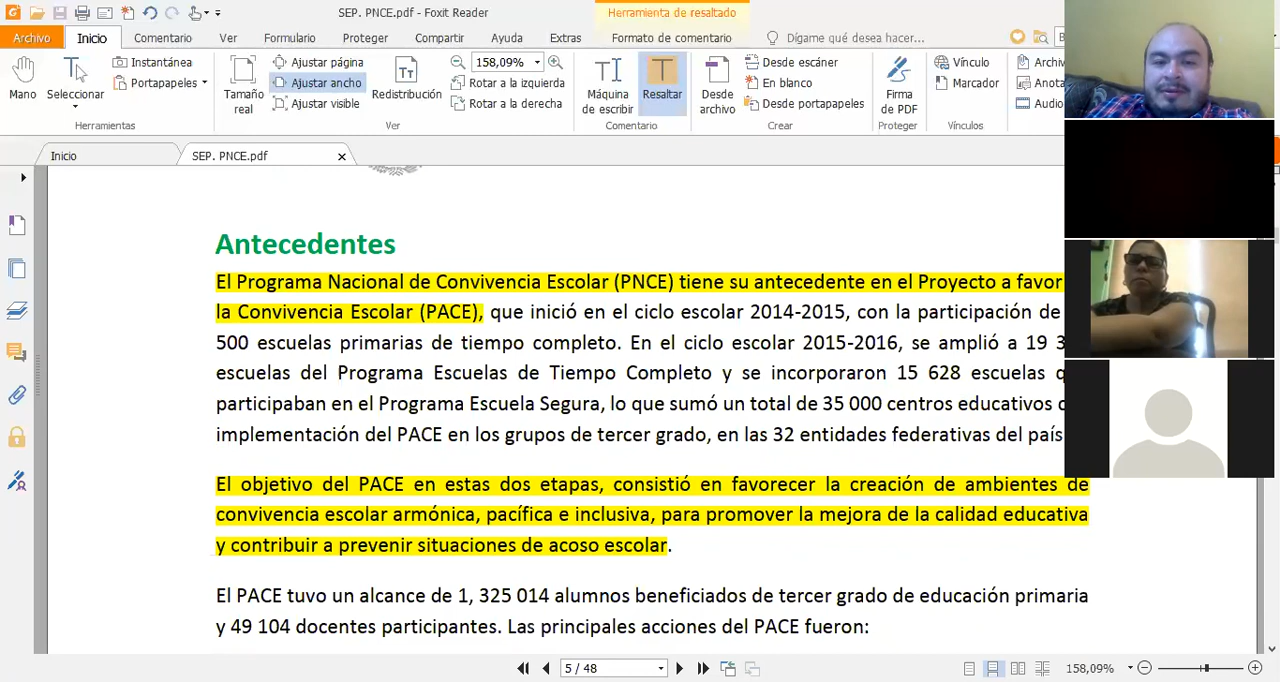 SEP. PNCE.pdf - Foxit Reader
Herramienta de resaltado
Archivo Inicio Comentario Ver Formulario Proteger Compartir Ayuda Extras Formato de comentario Dígame qué desea hacer...
Mano
Seleccionar
Instantánea
Portapapeles
Herramientas
Tamaño real
Ajustar página
Ajustar ancho
Ajustar visible
Redistribución
158,09%
Rotar a la izquierda
Rotar a la derecha
Ver
Máquina de escribir
Resaltar
Comentario
Desde archivo
Desde escáner
En blanco
Desde portapapeles
Crear
Firma de PDF
Proteger
Vínculo
Marcador
Vínculos
Inicio
SEP. PNCE.pdf
Antecedentes
El Programa Nacional de Convivencia Escolar (PNCE) tiene su antecedente en el Proyecto a favor
la Convivencia Escolar (PACE), que inició en el ciclo escolar 2014-2015, con la participación de
500 escuelas primarias de tiempo completo. En el ciclo escolar 2015-2016, se amplió a 19
escuelas del Programa Escuelas de Tiempo Completo y se incorporaron 15 628 escuelas
participaban en el Programa Escuela Segura, lo que sumó un total de 35 000 centros educativos
implementación del PACE en los grupos de tercer grado, en las 32 entidades federativas del país
El objetivo del PACE en estas dos etapas, consistió en favorecer la creación de ambientes de
convivencia escolar armónica, pacífica e inclusiva, para promover la mejora de la calidad educativa
y contribuir a prevenir situaciones de acoso escolar.
El PACE tuvo un alcance de 1, 325 014 alumnos beneficiados de tercer grado de educación primaria
y 49 104 docentes participantes. Las principales acciones del PACE fueron:
5 / 48
158,09%